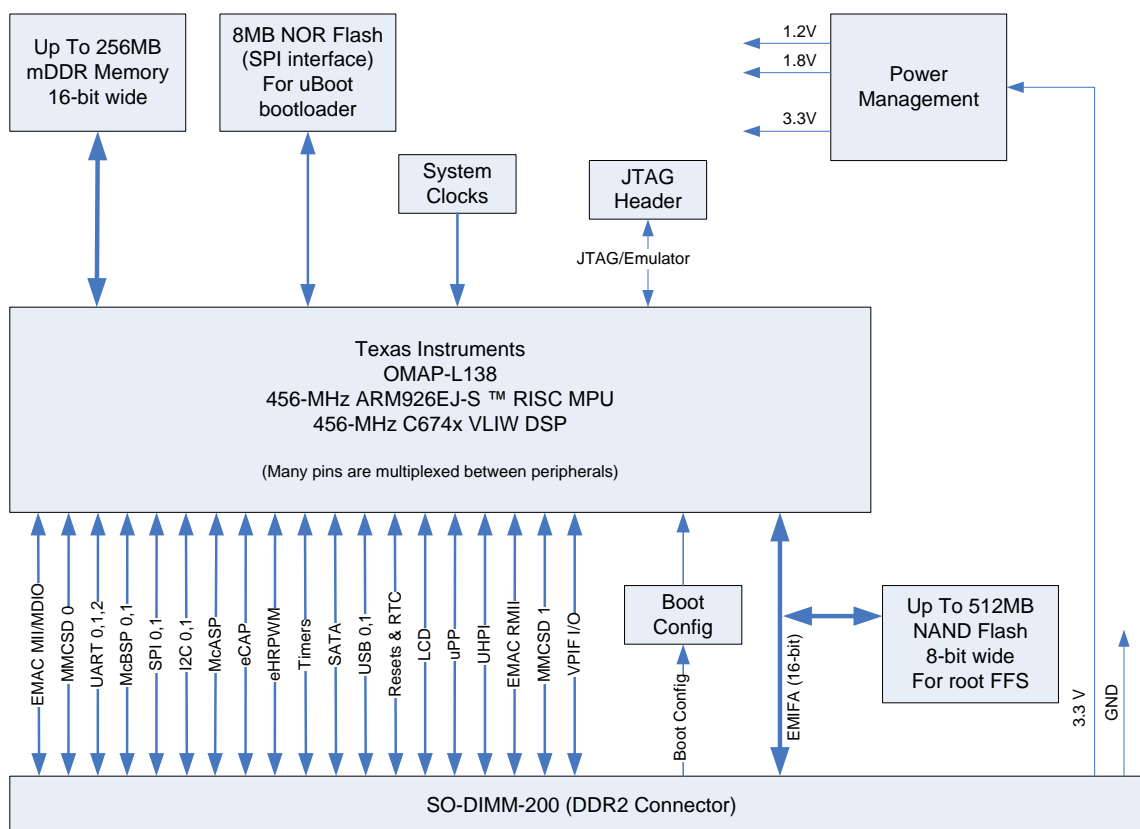 Up To 256MB
mDDR Memory
16-bit wide
8MB NOR Flash
(SPI interface)
For uBoot
bootloader
1.2V
1.8V
3.3V
Power
Management
System
Clocks
JTAG
Header
JTAG/Emulator
Texas Instruments
OMAP-L138
456-MHz ARM926EJ-S ™ RISC MPU
456-MHz C674x VLIW DSP
(Many pins are multiplexed between peripherals)
EMAC MII/MDIO
MMCSD 0
UART 0,1,2
McBSP 0,1
SPI 0,1
I2C 0,1
McASP
eCAP
eHRPWM
Timers
SATA
USB 0,1
Resets & RTC
LCD
uPP
UHPI
EMAC RMII
MMCSD 1
VPIF I/O
Boot
Config
Boot Config
EMIFA (16-bit)
Up To 512MB
NAND Flash
8-bit wide
For root FFS
3.3 V
GND
SO-DIMM-200 (DDR2 Connector)